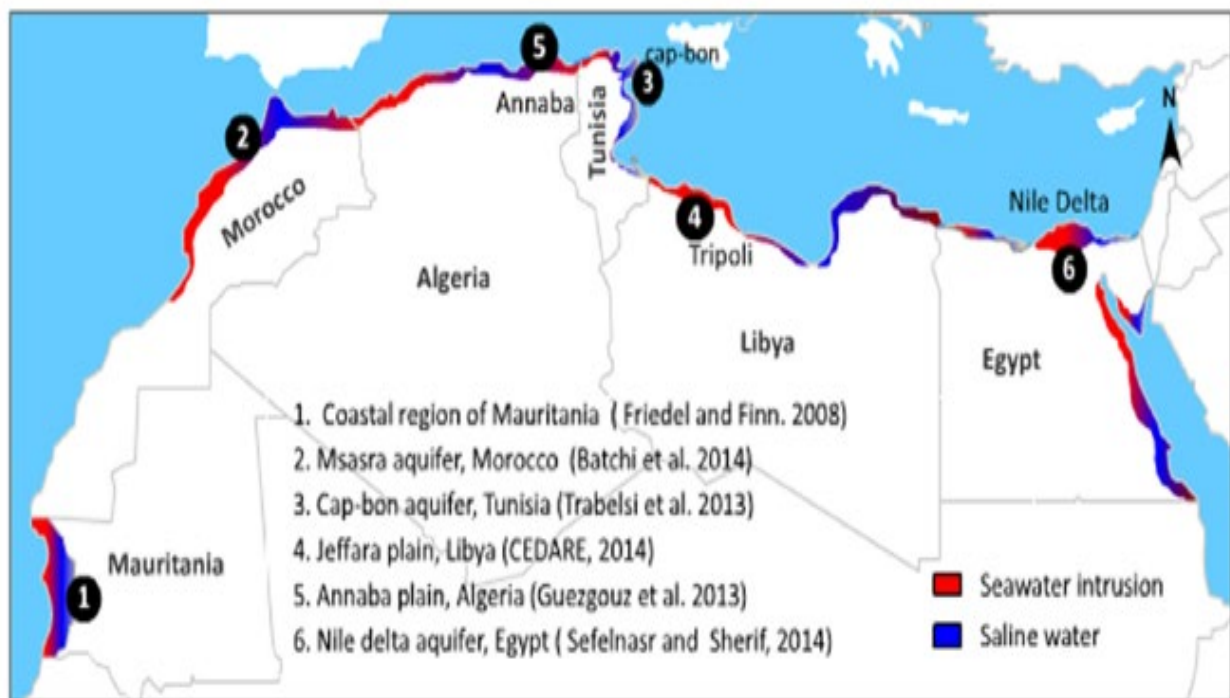 5
cap-bon
3
Annaba
Tunisia
N
2
Morocco
4
Tripoli
Nile Delta
6
Algeria
Libya
Egypt
1. Coastal region of Mauritania ( Friedel and Finn. 2008)
2. Msasra aquifer, Morocco (Batchi et al. 2014)
3. Cap-bon aquifer, Tunisia (Trabelsi et al. 2013)
4. Jeffara plain, Libya (CEDARE, 2014)
5. Annaba plain, Algeria (Guezgouz et al. 2013)
6. Nile delta aquifer, Egypt ( Sefelnasr and Sherif, 2014)
Mauritania
1
Seawater intrusion
Saline water